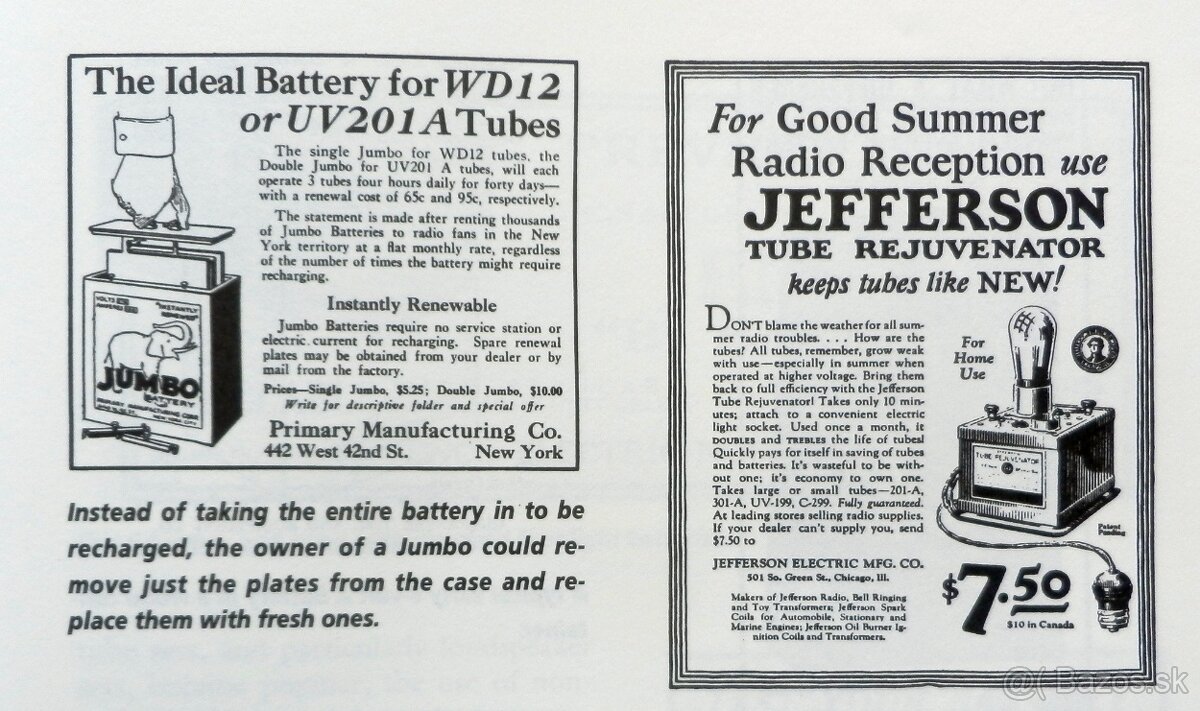 The Ideal Battery for WD12
or UV201A Tubes
The single Jumbo for WD12 tubes, the
Double Jumbo for UV201 A tubes, will each
operate 3 tubes four hours daily for forty days—
with a renewal cost of 65c and 95c, respectively.
The statement is made after renting thousands
of Jumbo Batteries to radio fans in the New
York territory at a flat monthly rate, regardless
of the number of times the battery might require
recharging.
Instantly Renewable
Jumbo Batteries require no service station or
electric current for recharging. Spare renewal
plates may be obtained from your dealer or by
mail from the factory.
Prices—Single Jumbo, $5.25; Double Jumbo, $10.00
Write for descriptive folder and special offer
Primary Manufacturing Co.
442 West 42nd St. New York
VOLTS
AMPERES
"INSTANTLY
RENEWED"
JUMBO
BATTERY
PRIMARY MANUFACTURING CORP.
NEW YORK CITY
Instead of taking the entire battery in to be
recharged, the owner of a Jumbo could re-
move just the plates from the case and re-
place them with fresh ones.
For Good Summer
Radio Reception use
JEFFERSON
TUBE REJUVENATOR
keeps tubes like NEW!
DON'T blame the weather for all sum-
mer radio troubles. . . . How are the
tubes? All tubes, remember, grow weak
with use—especially in summer when
operated at higher voltage. Bring them
back to full efficiency with the Jefferson
Tube Rejuvenator! Takes only 10 min-
utes; attach to a convenient electric
light socket. Used once a month, it
DOUBLES and TREBLES the life of tubes!
Quickly pays for itself in saving of tubes
and batteries. It's wasteful to be with-
out one; it's economy to own one.
Takes large or small tubes—201-A,
301-A, UV-199, C-299. Fully guaranteed.
At leading stores selling radio supplies.
If your dealer can't supply you, send
$7.50 to
JEFFERSON ELECTRIC MFG. CO.
501 So. Green St., Chicago, Ill.
Makers of Jefferson Radio, Bell Ringing
and Toy Transformers; Jefferson Spark
Coils for Automobile, Stationary and
Marine Engines; Jefferson Oil Burner Ig-
nition Coils and Transformers.
For
Home
Use
TUBE REJUVENATOR
Patent
Pending
$7.50
$10 in Canada
@( Bazos.sk